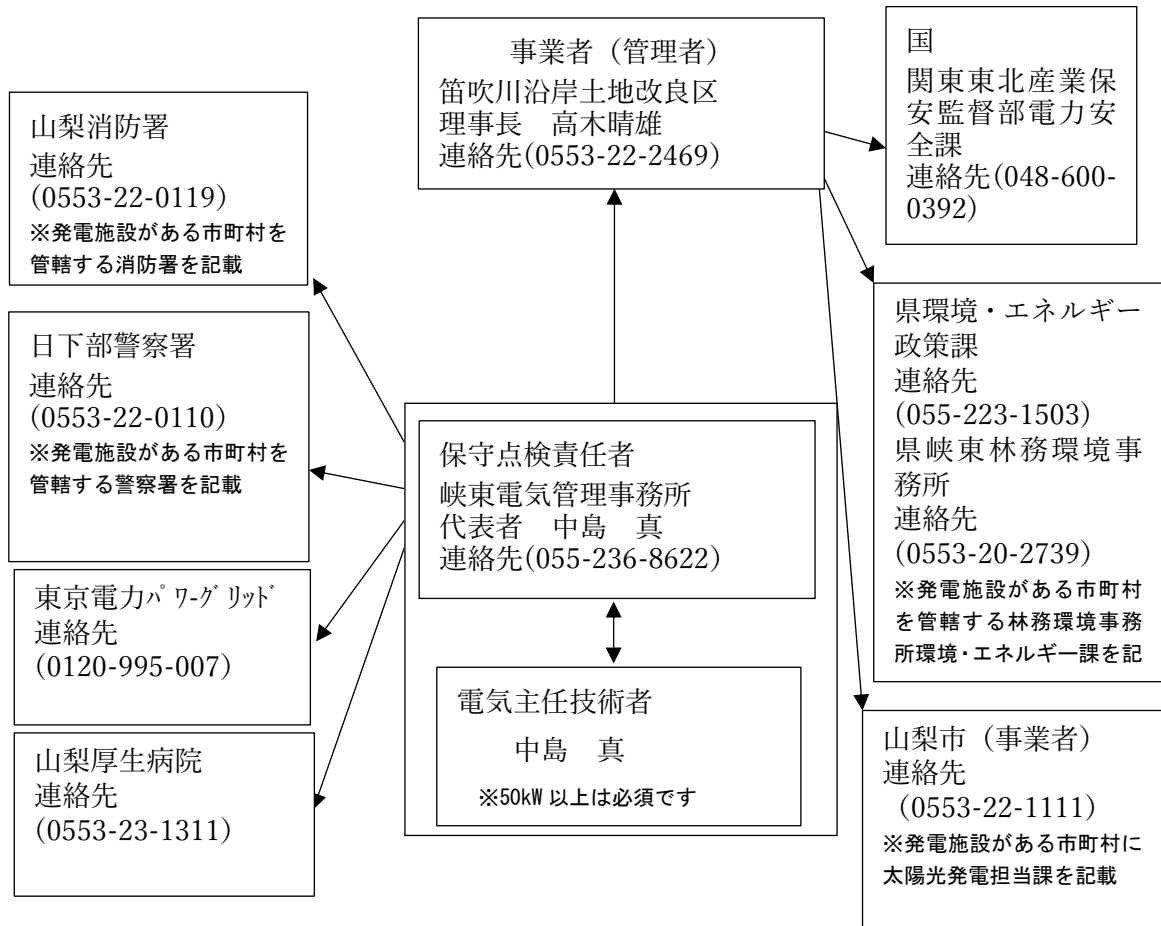 事業者（管理者）
笛吹川沿岸土地改良区
理事長　高木晴雄
連絡先(0553-22-2469)
国
関東東北産業保
安監督部電力安
全課
連絡先(048-600-
0392)
山梨消防署
連絡先
(0553-22-0119)
※発電施設がある市町村を
管轄する消防署を記載
日下部警察署
連絡先
(0553-22-0110)
※発電施設がある市町村を
管轄する警察署を記載
東京電力ﾊﾟﾜｰｸﾞﾘｯﾄﾞ
連絡先
(0120-995-007)
山梨厚生病院
連絡先
(0553-23-1311)
保守点検責任者
峡東電気管理事務所
代表者　中島　真
連絡先(055-236-8622)
電気主任技術者
中島　真
※50kW 以上は必須です
県環境・エネルギー
政策課
連絡先
(055-223-1503)
県峡東林務環境事
務所
連絡先
(0553-20-2739)
※発電施設がある市町村
を管轄する林務環境事務
所環境・エネルギー課を記
山梨市（事業者）
連絡先
（0553-22-1111）
※発電施設がある市町村に
太陽光発電担当課を記載